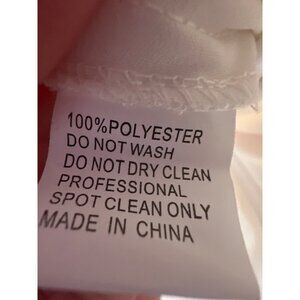 100%POLYESTER
DO NOT WASH
DO NOT DRY CLEAN
PROFESSIONAL
SPOT CLEAN ONLY
MADE IN CHINA